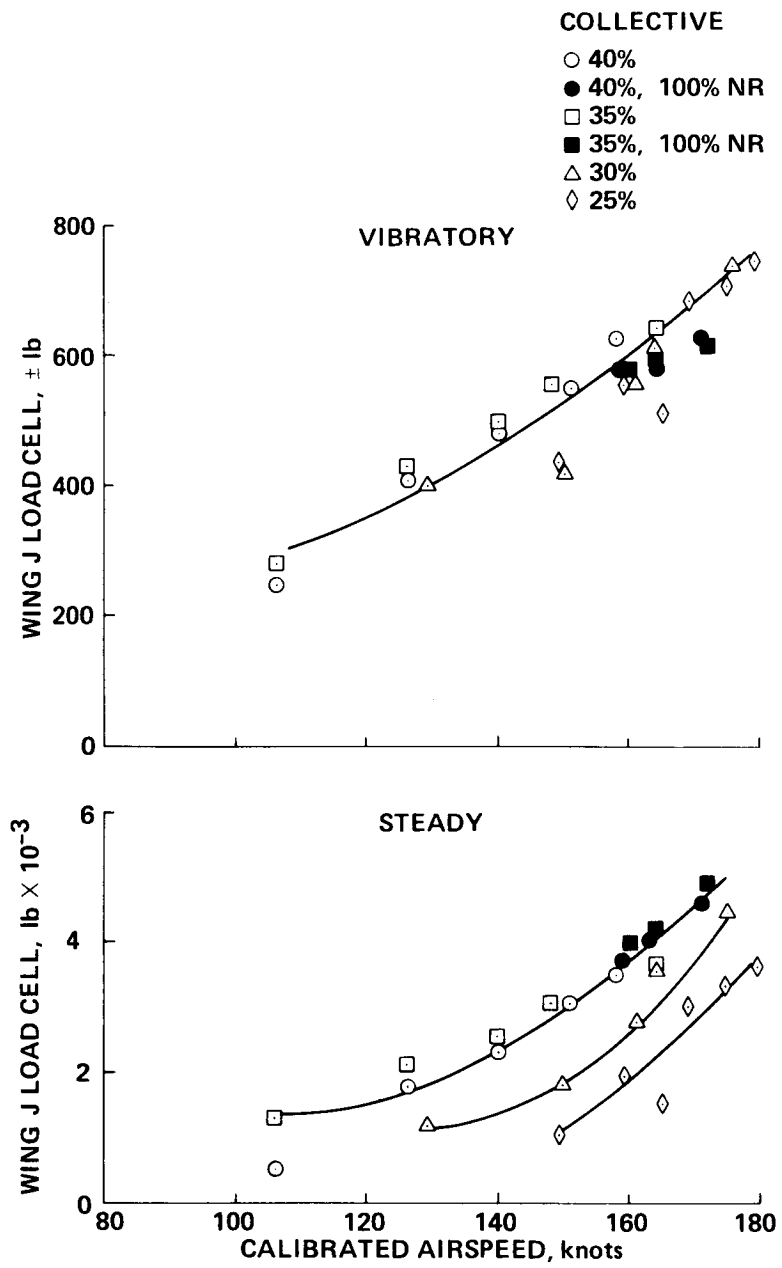 COLLECTIVE
40%
40%, 100% NR
35%
35%, 100% NR
30%
25%
VIBRATORY
WING J LOAD CELL, ± lb
800
600
400
200
0
STEADY
WING J LOAD CELL, lb × 10⁻³
6
4
2
0
80 100 120 140 160 180
CALIBRATED AIRSPEED, knots